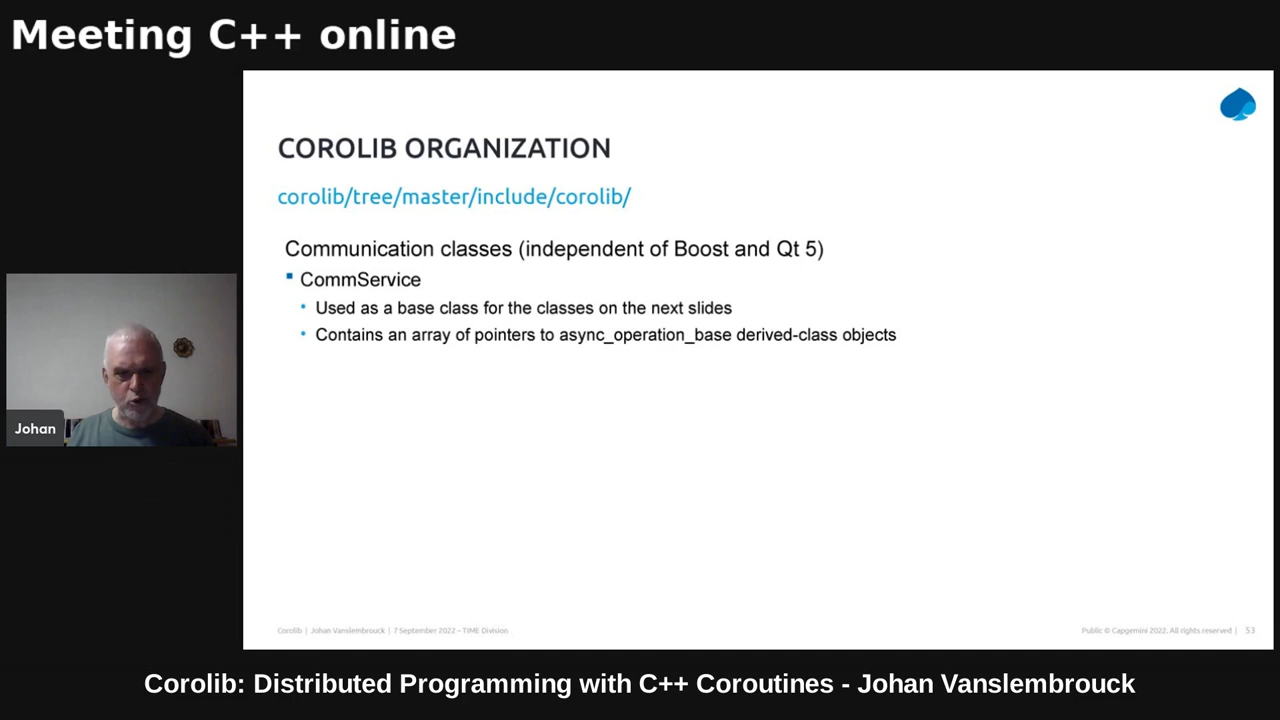 Meeting C++ online
COROLIB ORGANIZATION
corolib/tree/master/include/corolib/
Communication classes (independent of Boost and Qt 5)
CommService
Used as a base class for the classes on the next slides
Contains an array of pointers to async_operation_base derived-class objects
Johan
Corolib | Johan Vanslembrouck | 7 September 2022 – TIME Division
Public © Capgemini 2022. All rights reserved | 53
Corolib: Distributed Programming with C++ Coroutines - Johan Vanslembrouck